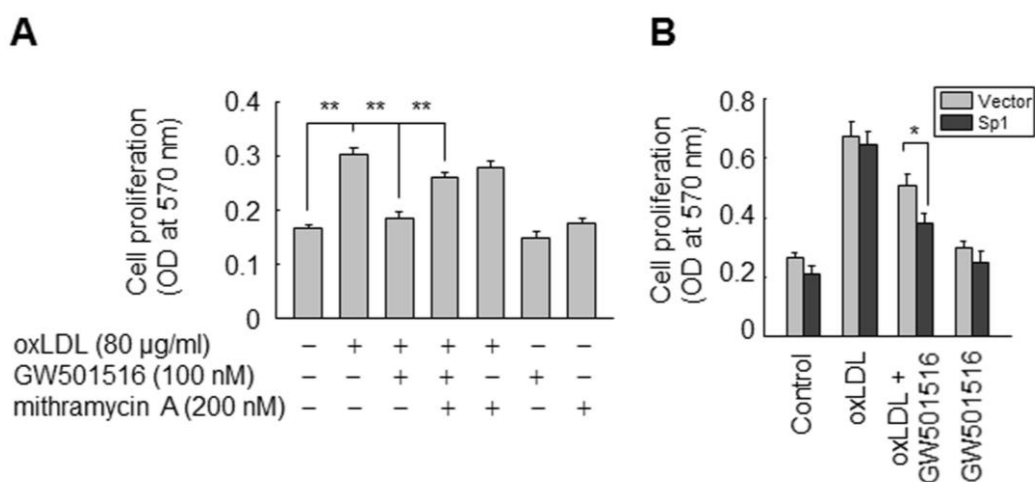 A
Cell proliferation
(OD at 570 nm)
0.4
0.3
0.2
0.1
0
** ** **
oxLDL (80 μg/ml) − + + + + − −
GW501516 (100 nM) − − + + − + −
mithramycin A (200 nM) − − − + + − +
B
Cell proliferation
(OD at 570 nm)
0.8
0.6
0.4
0.2
0
Vector
Sp1
*
Control
oxLDL
oxLDL +
GW501516
GW501516